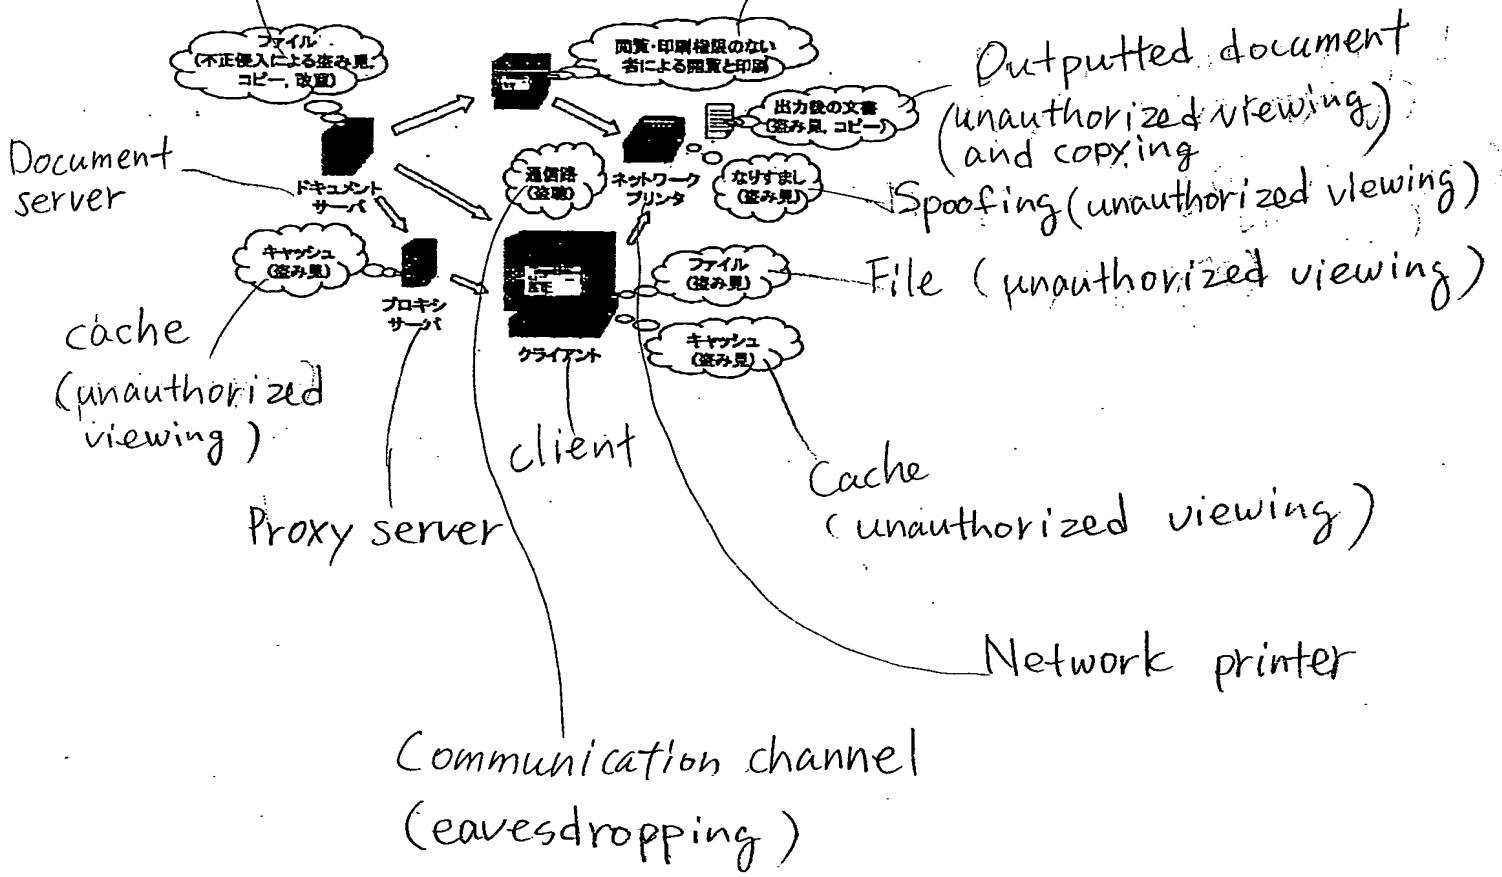 ファイル
(不正侵入による盗み見,
コピー, 改竄)
閲覧・印刷権限のない
者による閲覧と印刷
Outputted document
(unauthorized viewing)
and copying
出力後の文書
(盗み見, コピー)
Document
server
ドキュメント
サーバ
通信路
(盗聴)
ネットワーク
プリンタ
なりすまし
(盗み見)
Spoofing (unauthorized viewing)
キャッシュ
(盗み見)
プロキシ
サーバ
ファイル
(盗み見)
File (unauthorized viewing)
クライアント
キャッシュ
(盗み見)
cache
(unauthorized
viewing)
client
Cache
(unauthorized viewing)
Proxy server
Network printer
Communication channel
(eavesdropping)